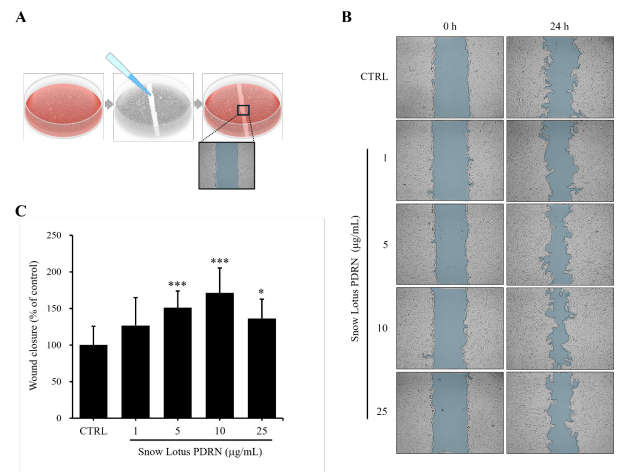 A
B
0 h
24 h
CTRL
1
5
10
25
Snow Lotus PDRN (µg/mL)
C
250
200
150
100
50
0
Wound closure (% of control)
***
***
*
CTRL
1
5
10
25
Snow Lotus PDRN (µg/mL)